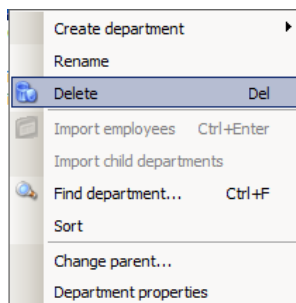 Create department
Rename
Delete Del
Import employees Ctrl+Enter
Import child departments
Find department... Ctrl+F
Sort
Change parent...
Department properties